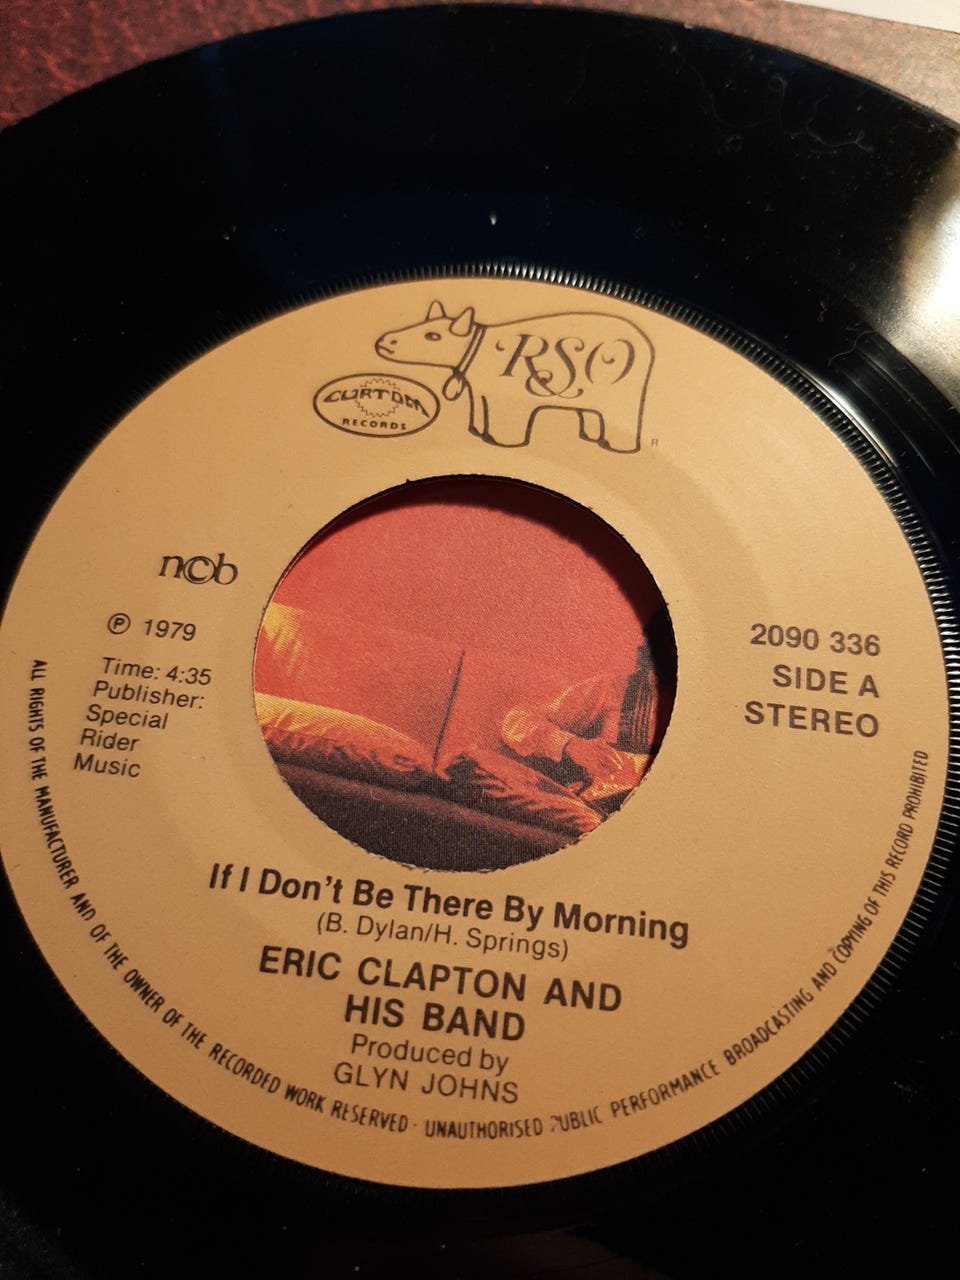 RSO
CURTOM
RECORDS
®
n©b
℗ 1979
Time: 4:35
Publisher:
Special
Rider
Music
2090 336
SIDE A
STEREO
If I Don't Be There By Morning
(B. Dylan/H. Springs)
ERIC CLAPTON AND
HIS BAND
Produced by
GLYN JOHNS
ALL RIGHTS OF THE MANUFACTURER AND OF THE OWNER OF THE RECORDED WORK RESERVED · UNAUTHORISED PUBLIC PERFORMANCE BROADCASTING AND COPYING OF THIS RECORD PROHIBITED